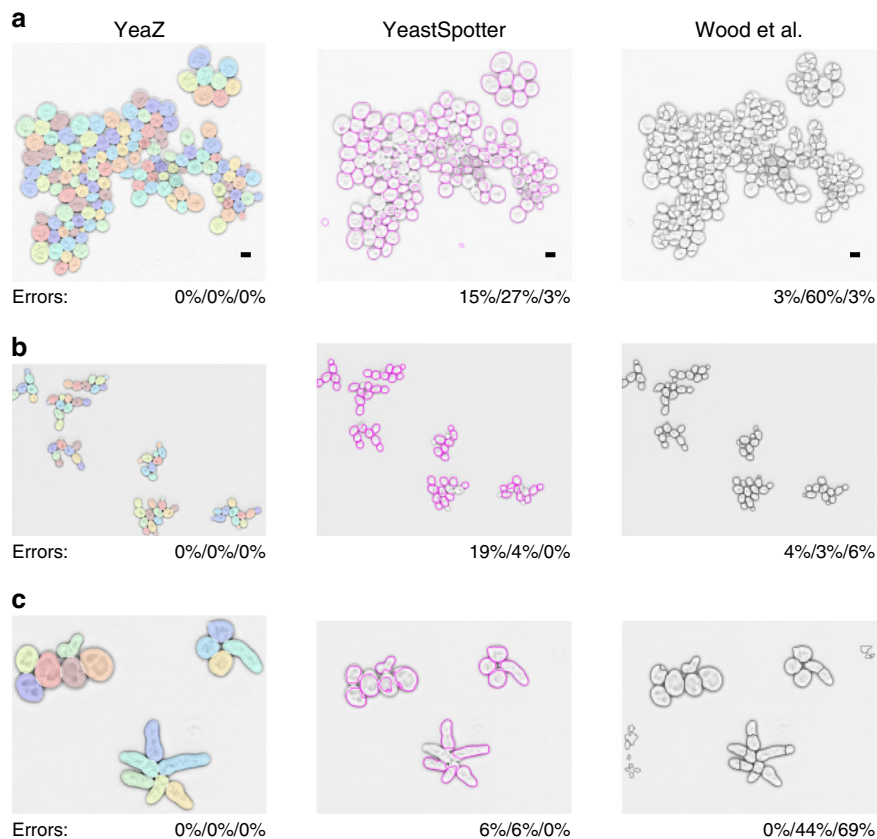 a
YeaZ YeastSpotter Wood et al.
Errors: 0%/0%/0% 15%/27%/3% 3%/60%/3%
b
Errors: 0%/0%/0% 19%/4%/0% 4%/3%/6%
c
Errors: 0%/0%/0% 6%/6%/0% 0%/44%/69%